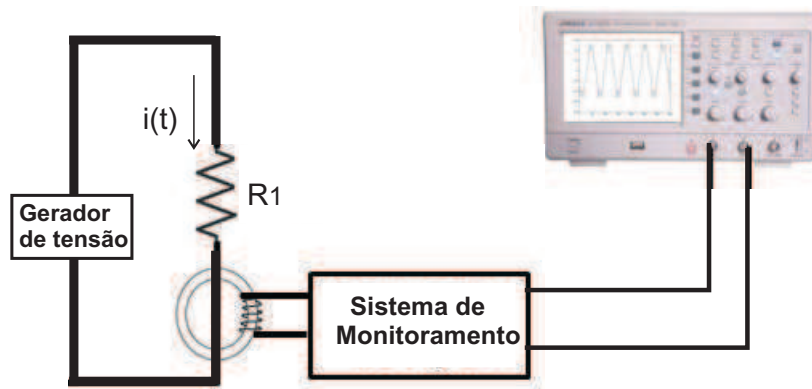 i(t)
R1
Gerador
de tensão
Sistema de
Monitoramento